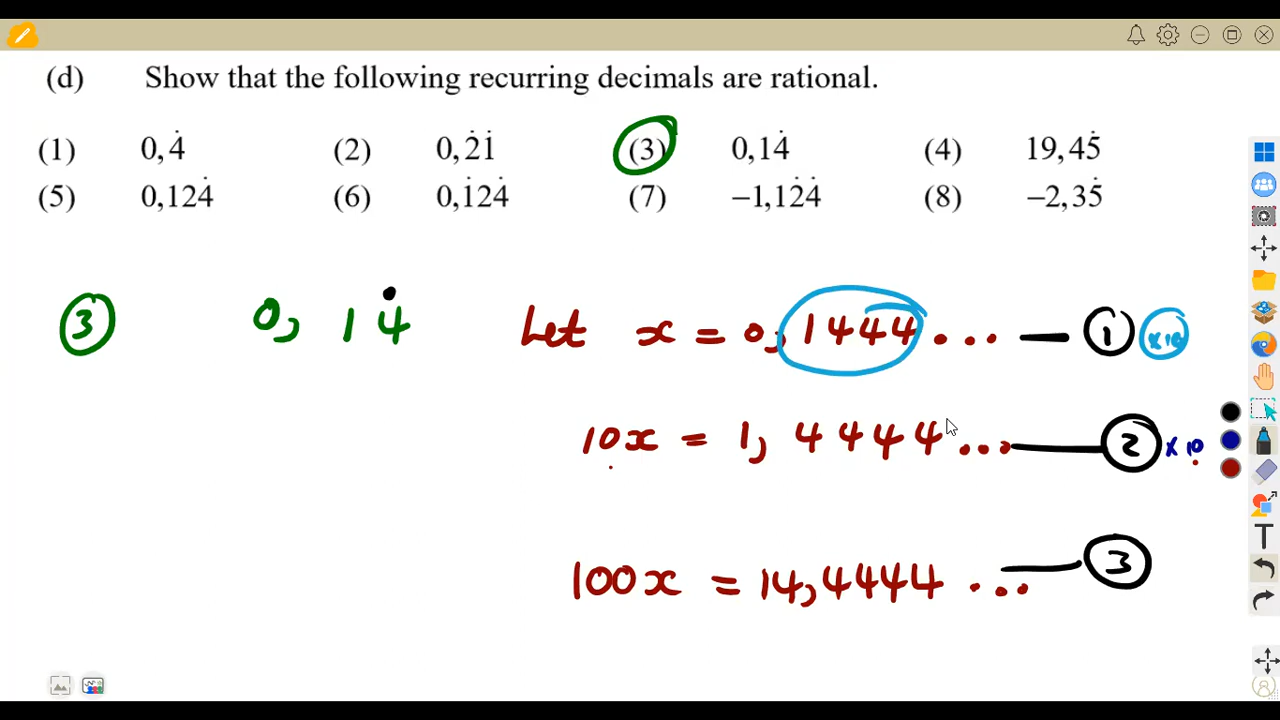 (d) Show that the following recurring decimals are rational.
(1) 0,4̇ (2) 0,2̇1̇ (3) 0,14̇ (4) 19,45̇
(5) 0,124̇ (6) 0,1̇24̇ (7) −1,12̇4̇ (8) −2,35̇
③ 0,14̇ Let x = 0,1444... — ① ×10
10x = 1,4444... — ② ×10
100x = 14,4444... — ③
T